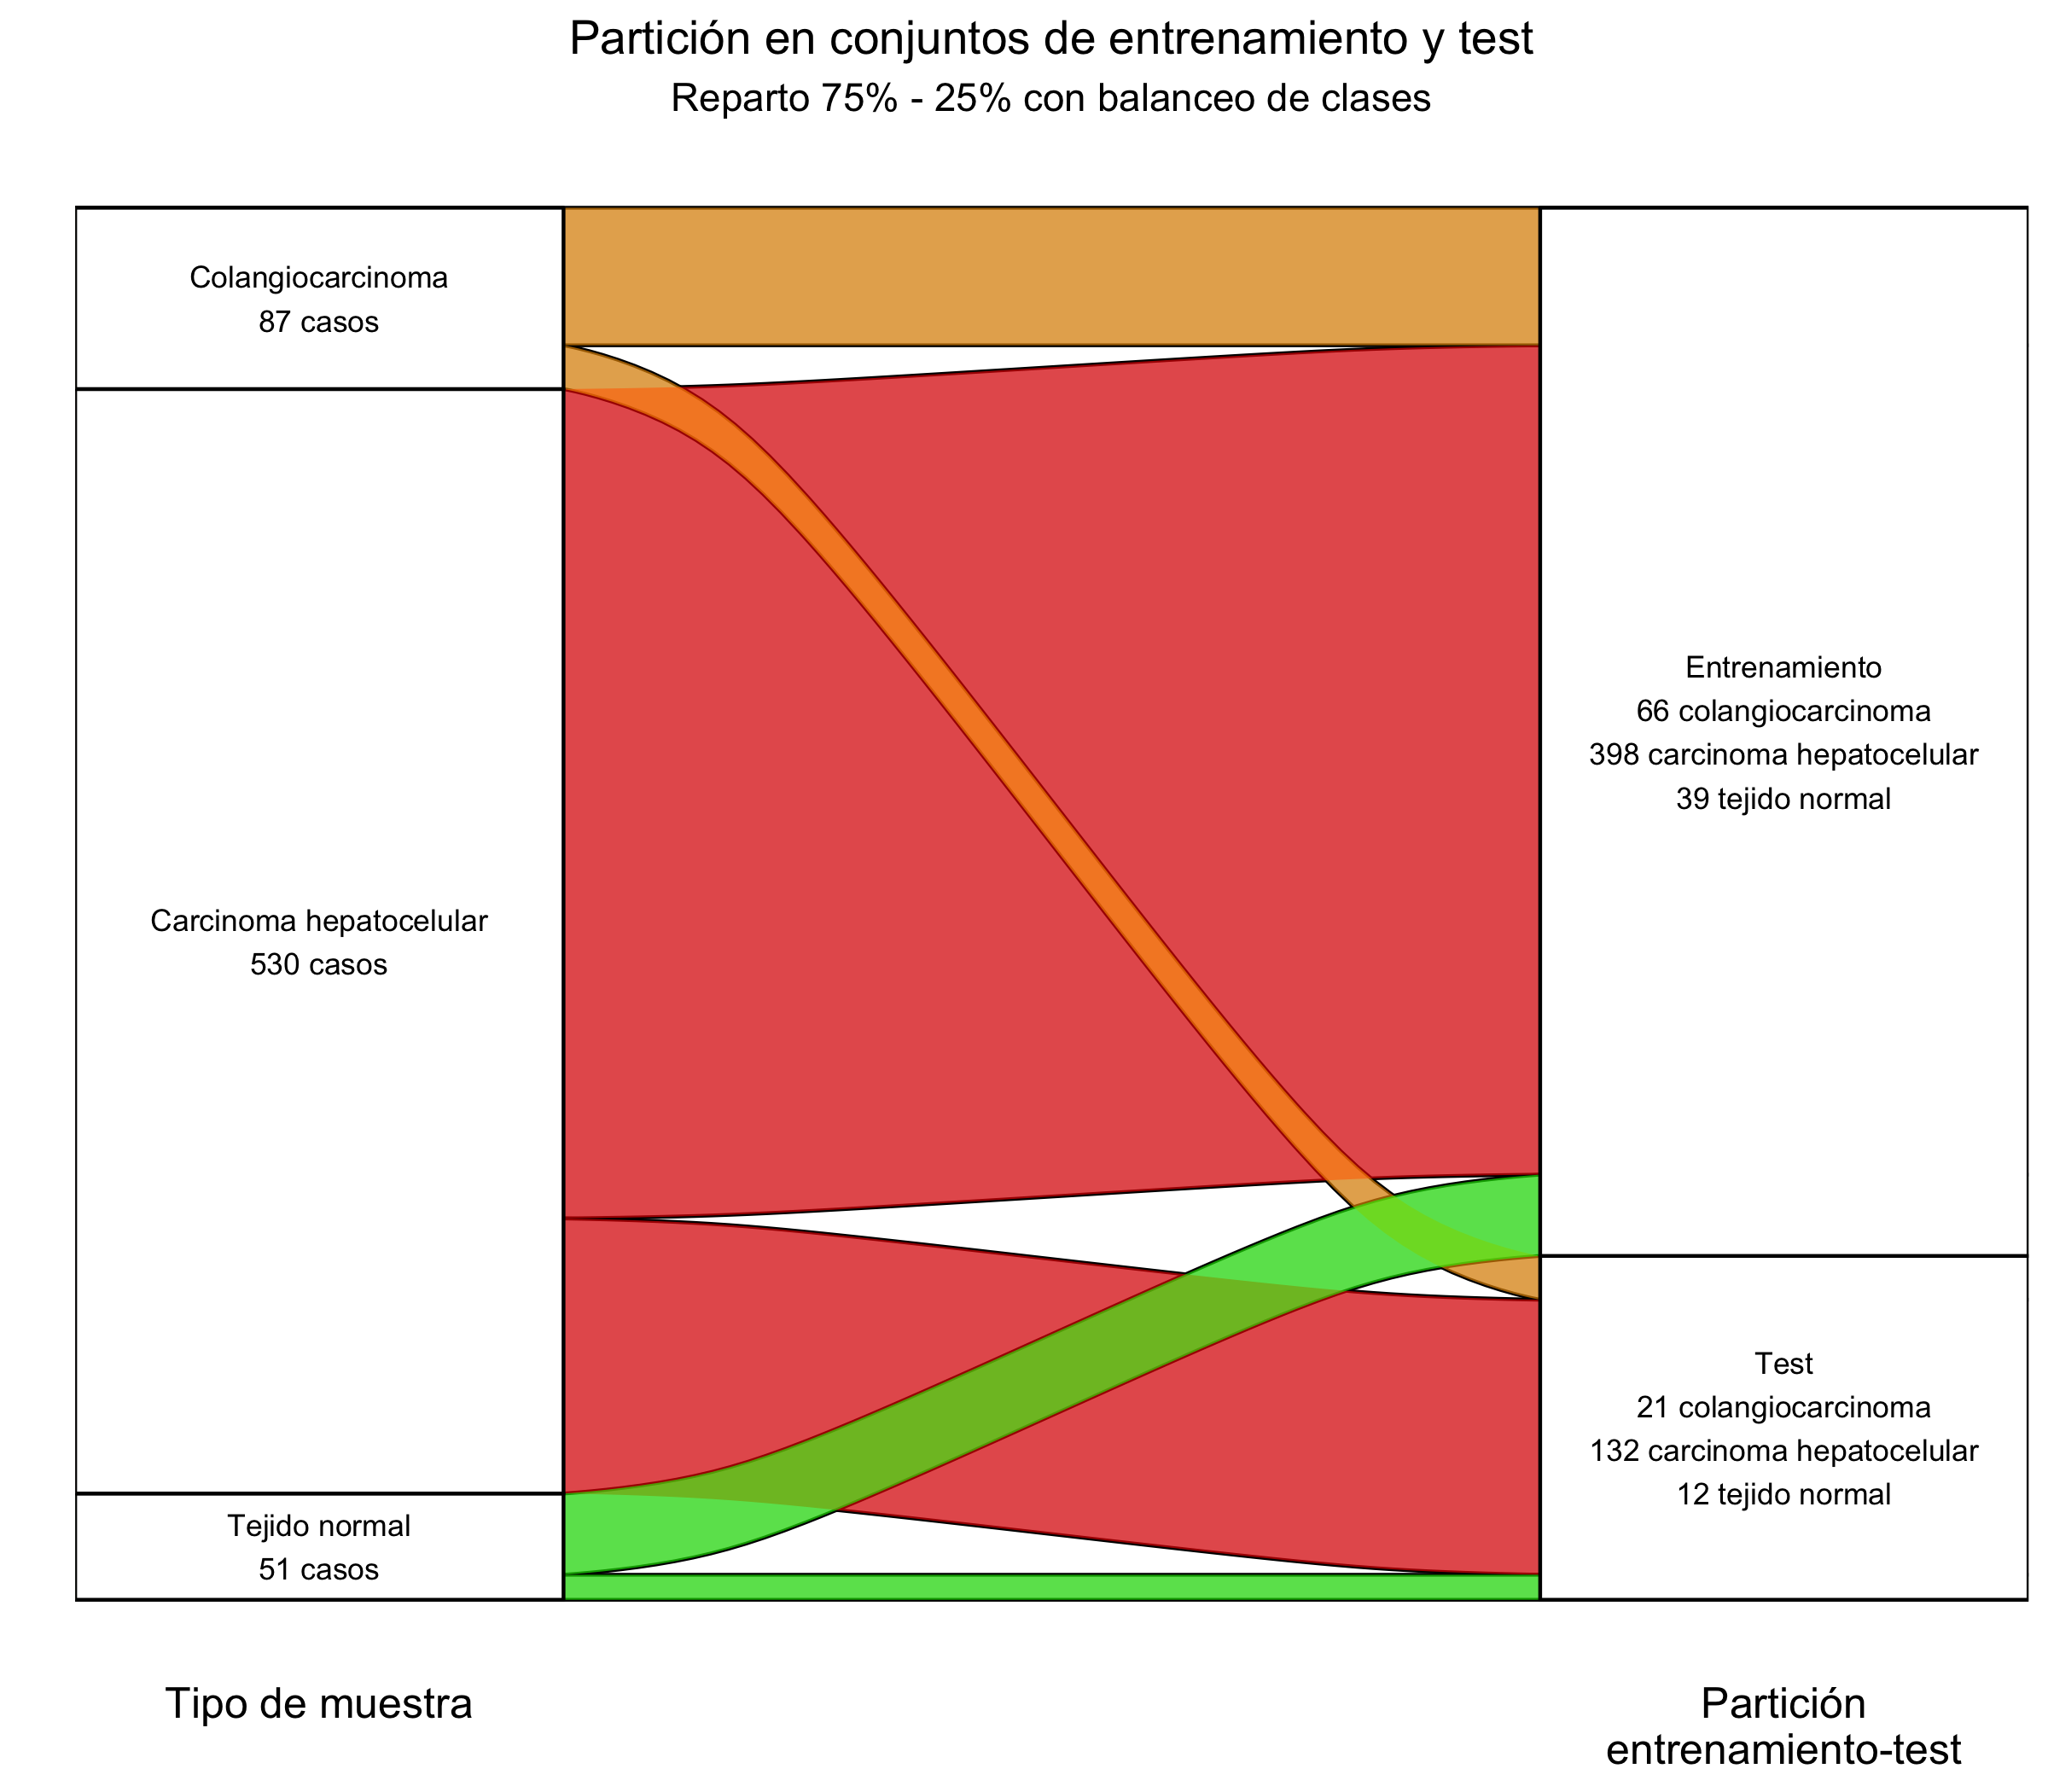 Partición en conjuntos de entrenamiento y test
Reparto 75% - 25% con balanceo de clases
Colangiocarcinoma
87 casos
Carcinoma hepatocelular
530 casos
Tejido normal
51 casos
Entrenamiento
66 colangiocarcinoma
398 carcinoma hepatocelular
39 tejido normal
Test
21 colangiocarcinoma
132 carcinoma hepatocelular
12 tejido normal
Tipo de muestra
Partición
entrenamiento-test